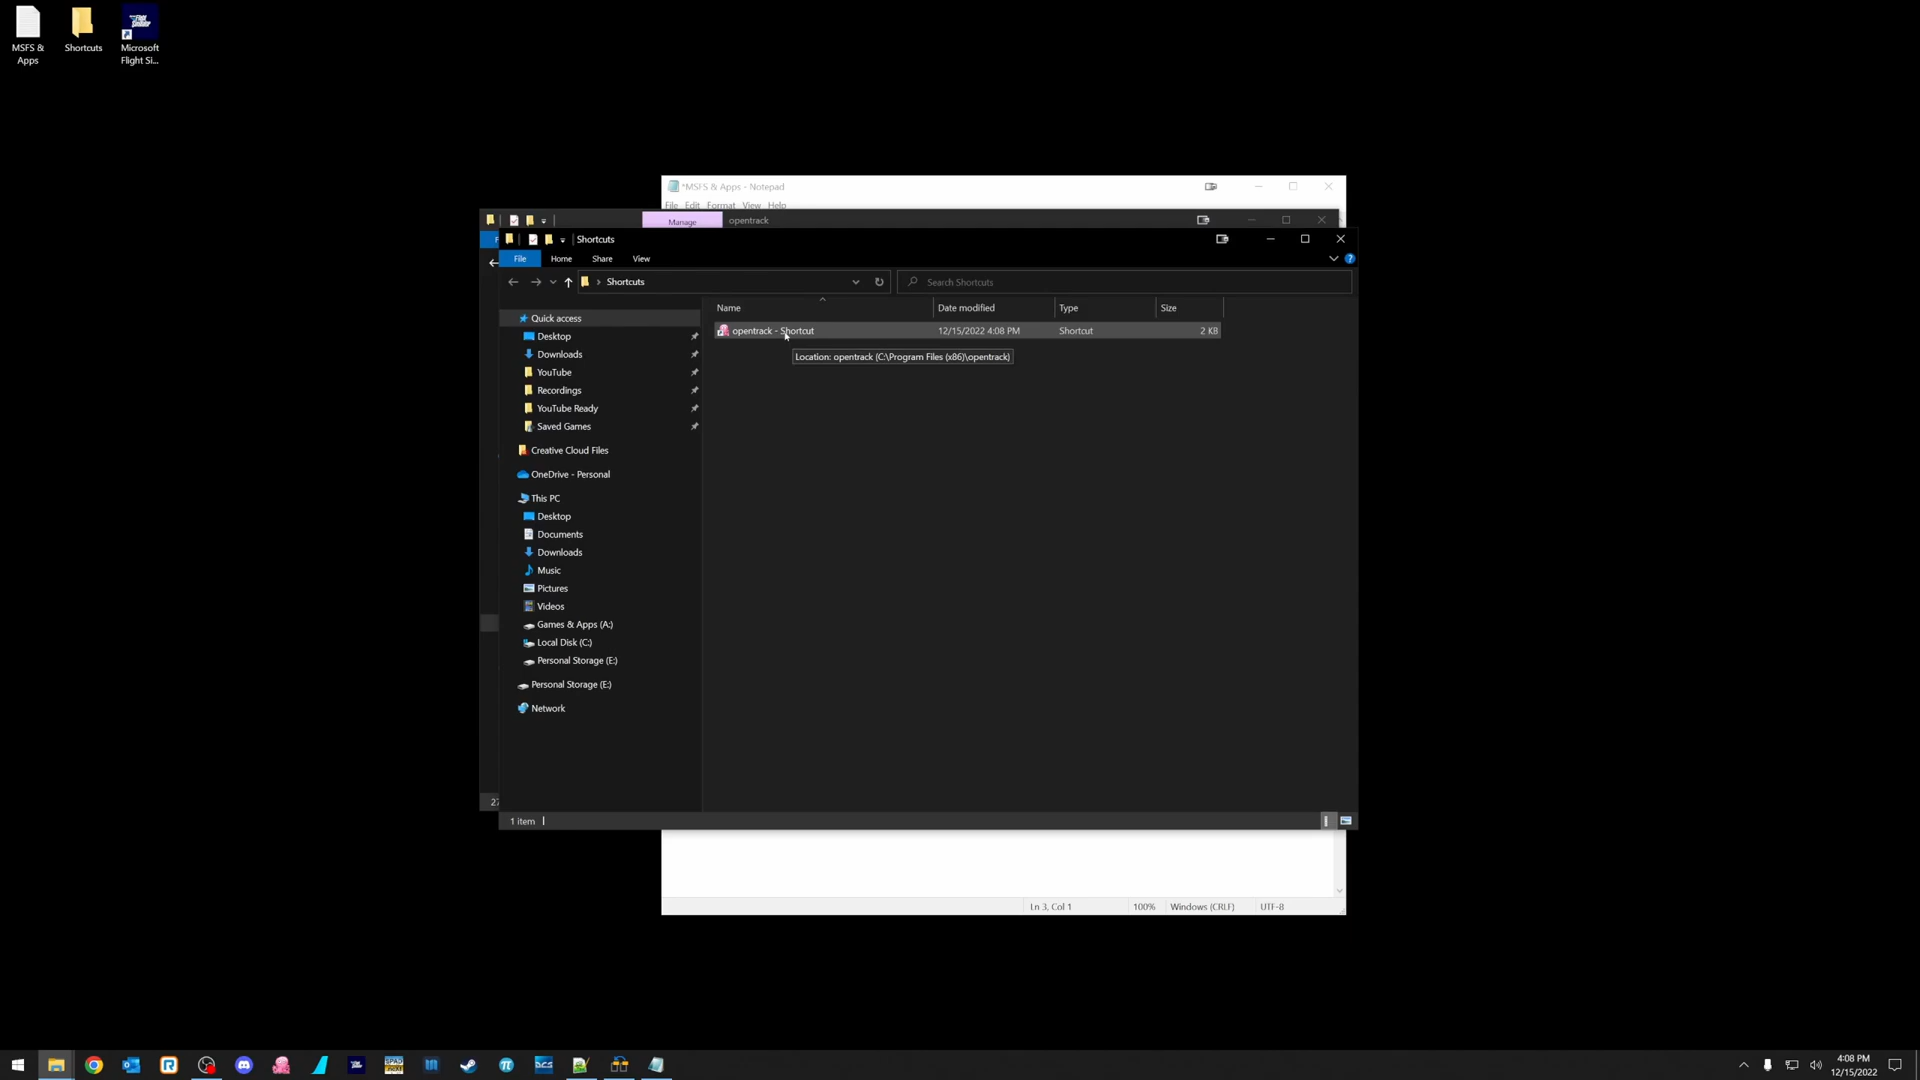 MSFS &
Apps
Shortcuts
Microsoft
Flight Si...
*MSFS & Apps - Notepad
File Edit Format View Help
Manage
opentrack
Shortcuts
File
Home
Share
View
Shortcuts
Search Shortcuts
Name
Date modified
Type
Size
opentrack - Shortcut
12/15/2022 4:08 PM
Shortcut
2 KB
Location: opentrack (C:\Program Files (x86)\opentrack)
Quick access
Desktop
Downloads
YouTube
Recordings
YouTube Ready
Saved Games
Creative Cloud Files
OneDrive - Personal
This PC
Desktop
Documents
Downloads
Music
Pictures
Videos
Games & Apps (A:)
Local Disk (C:)
Personal Storage (E:)
Personal Storage (E:)
Network
27
1 item
Ln 3, Col 1
100%
Windows (CRLF)
UTF-8
DCS
4:08 PM
12/15/2022